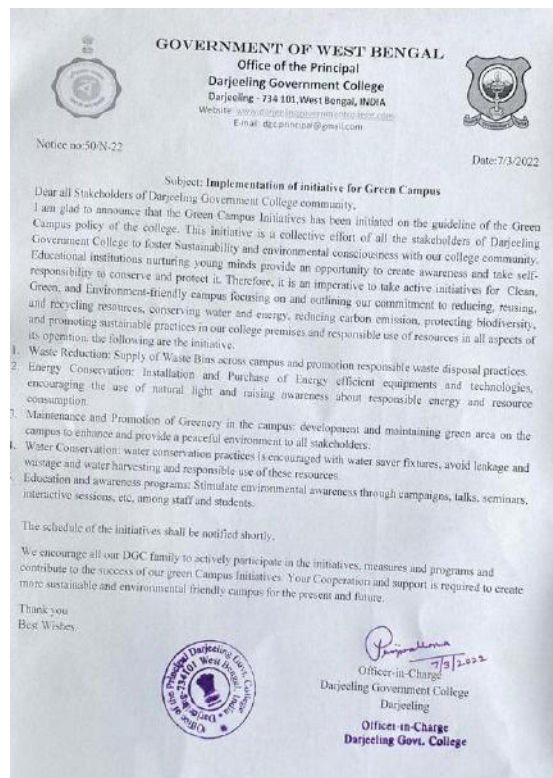 GOVERNMENT OF WEST BENGAL
Office of the Principal
Darjeeling Government College
Darjeeling - 734 101, West Bengal, INDIA
Website: www.darjeelinggovernmentcollege.com
E-mail: dgcprincipal@gmail.com
Notice no:50/N-22
Date:7/3/2022
Subject: Implementation of initiative for Green Campus
Dear all Stakeholders of Darjeeling Government College community,
I am glad to announce that the Green Campus Initiatives has been initiated on the guideline of the Green
Campus policy of the college. This initiative is a collective effort of all the stakeholders of Darjeeling
Government College to foster Sustainability and environmental consciousness with our college community.
Educational institutions nurturing young minds provide an opportunity to create awareness and take self-
responsibility to conserve and protect it. Therefore, it is an imperative to take active initiatives for Clean,
Green, and Environment-friendly campus focusing on and outlining our commitment to reducing, reusing,
and recycling resources, conserving water and energy, reducing carbon emission, protecting biodiversity,
and promoting sustainable practices in our college premises and responsible use of resources in all aspects of
its opention, the following are the initiative.
1. Waste Reduction: Supply of Waste Bins across campus and promotion responsible waste disposal practices.
2. Energy Conservation: Installation and Purchase of Energy efficient equipments and technologies,
encouraging the use of natural light and raising awareness about responsible energy and resource
consumption.
Maintenance and Promotion of Greenery in the campus: development and maintaining green area on the
campus to enhance and provide a peaceful environment to all stakeholders.
Water Conservation: water conservation practices is encouraged with water saver fixtures, avoid leakage and
wastage and water harvesting and responsible use of these resources.
Education and awareness programs: Stimulate environmental awareness through campaigns, talks, seminars,
interactive sessions, etc, among staff and students.
The schedule of the initiatives shall be notified shortly.
We encourage all our DGC family to actively participate in the initiatives, measures and programs and
contribute to the success of our green Campus Initiatives. Your Cooperation and support is required to create
more sustainable and environmental friendly campus for the present and future.
Thank you
Best Wishes.
7/3/2022
Officer-in-Charge
Darjeeling Government College
Darjeeling
Officer-in-Charge
Darjeeling Govt. College
Office of the Principal Darjeeling Govt. College
Darjeeling-734101 West Bengal, India